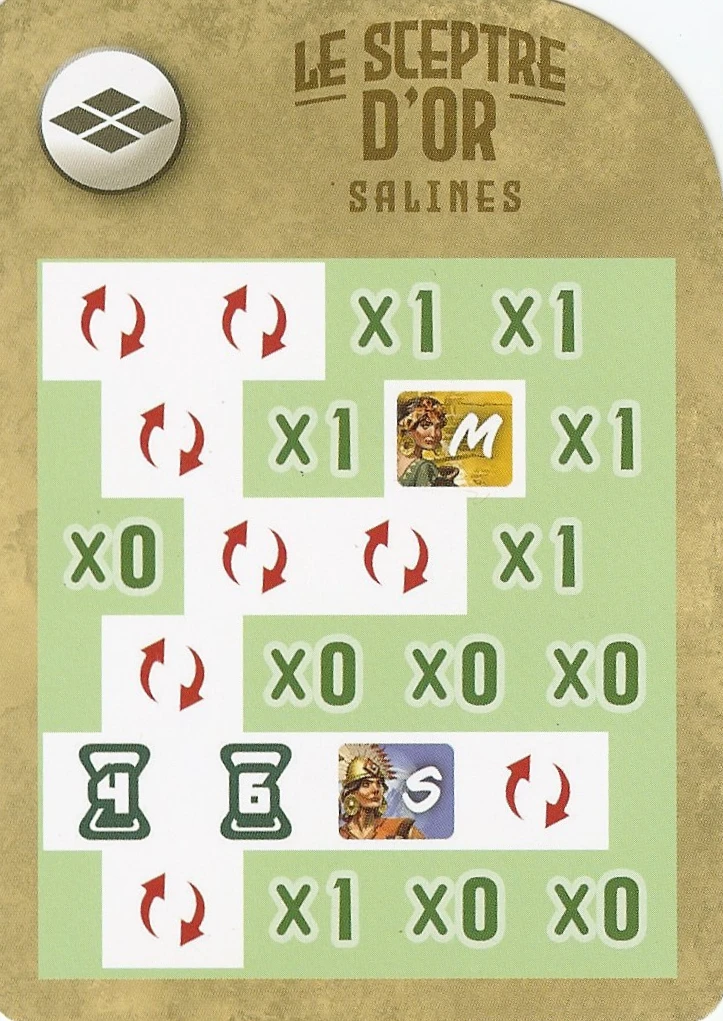 LE SCEPTRE
D'OR
SALINES
x1 x1
x1 M x1
x0 x1
x0 x0 x0
4 6 S
x1 x0 x0